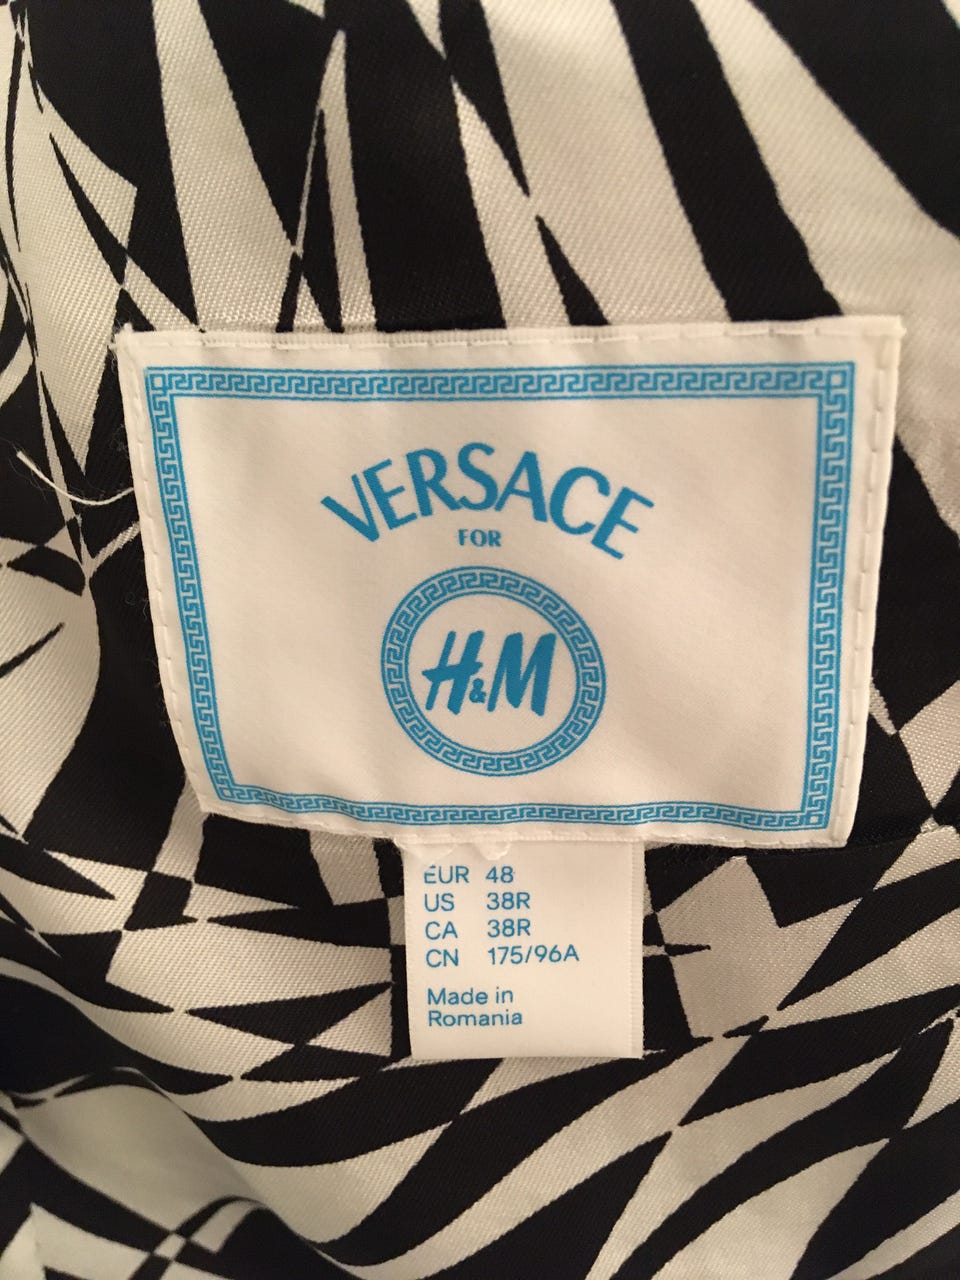 VERSACE
FOR
H&M
EUR 48
US 38R
CA 38R
CN 175/96A
Made in
Romania